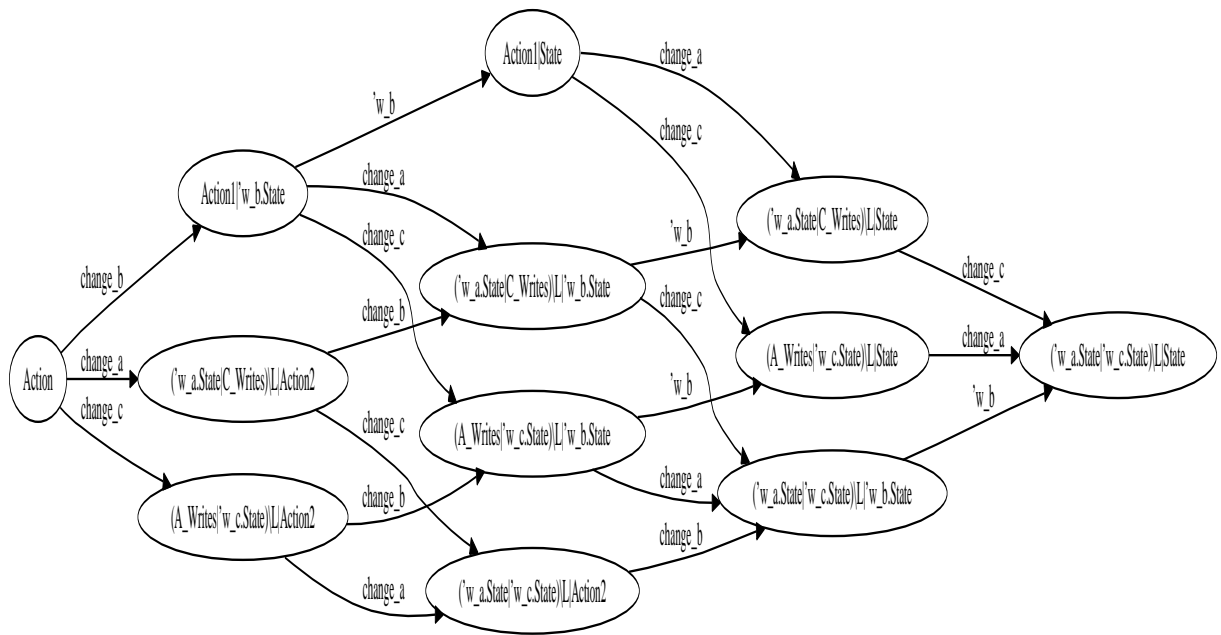 Action1|State
change_a
'w_b
change_c
Action1|'w_b.State
change_a
('w_a.State|C_Writes)\L|State
'w_b
change_c
change_c
change_b
('w_a.State|C_Writes)\L|'w_b.State
change_c
change_b
Action
change_a
('w_a.State|C_Writes)\L|Action2
(A_Writes|'w_c.State)\L|State
change_a
('w_a.State|'w_c.State)\L|State
'w_b
'w_b
change_c
change_c
(A_Writes|'w_c.State)\L|'w_b.State
change_a
('w_a.State|'w_c.State)\L|'w_b.State
change_b
(A_Writes|'w_c.State)\L|Action2
change_b
change_a
('w_a.State|'w_c.State)\L|Action2